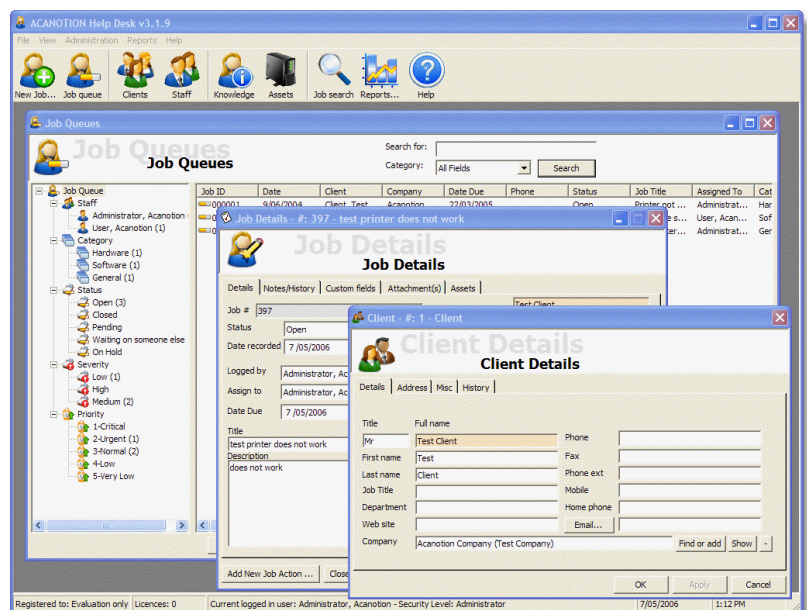 ACANOTION Help Desk v3.1.9
File View Administration Reports Help
New Job... Job queue Clients Staff Knowledge Assets Job search Reports... Help
Job Queues
Job Queues
Job Queues
Search for:
Category: All Fields Search
Job Queue
Staff
Administrator, Acanotion
User, Acanotion (1)
Category
Hardware (1)
Software (1)
General (1)
Status
Open (3)
Closed
Pending
Waiting on someone else
On Hold
Severity
Low (1)
High
Medium (2)
Priority
1-Critical
2-Urgent (1)
3-Normal (2)
4-Low
5-Very Low
Job ID Date Client Company Date Due Phone Status Job Title Assigned To Cat
000001 9/06/2004 Client, Test Acanotion 22/03/2005 Open Printer not ... Administrat... Har
e s... User, Acan... Sof
ter... Administrat... Ger
Job Details - #: 397 - test printer does not work
Job Details
Job Details
Details Notes/History Custom fields Attachment(s) Assets
Job # 397
Test Client
Status Open
Date recorded 7 /05/2006
Logged by Administrator, Ac
Assign to Administrator, Ac
Date Due 7 /05/2006
Title
test printer does not work
Description
does not work
Add New Job Action ... Close
Client - #: 1 - Client
Client Details
Client Details
Details Address Misc History
Title Full name
Mr Test Client Phone
First name Test Fax
Last name Client Phone ext
Job Title Mobile
Department Home phone
Web site Email...
Company Acanotion Company (Test Company) Find or add Show -
OK Apply Cancel
Registered to: Evaluation only Licences: 0 Current logged in user: Administrator, Acanotion - Security Level: Administrator 7/05/2006 1:12 PM